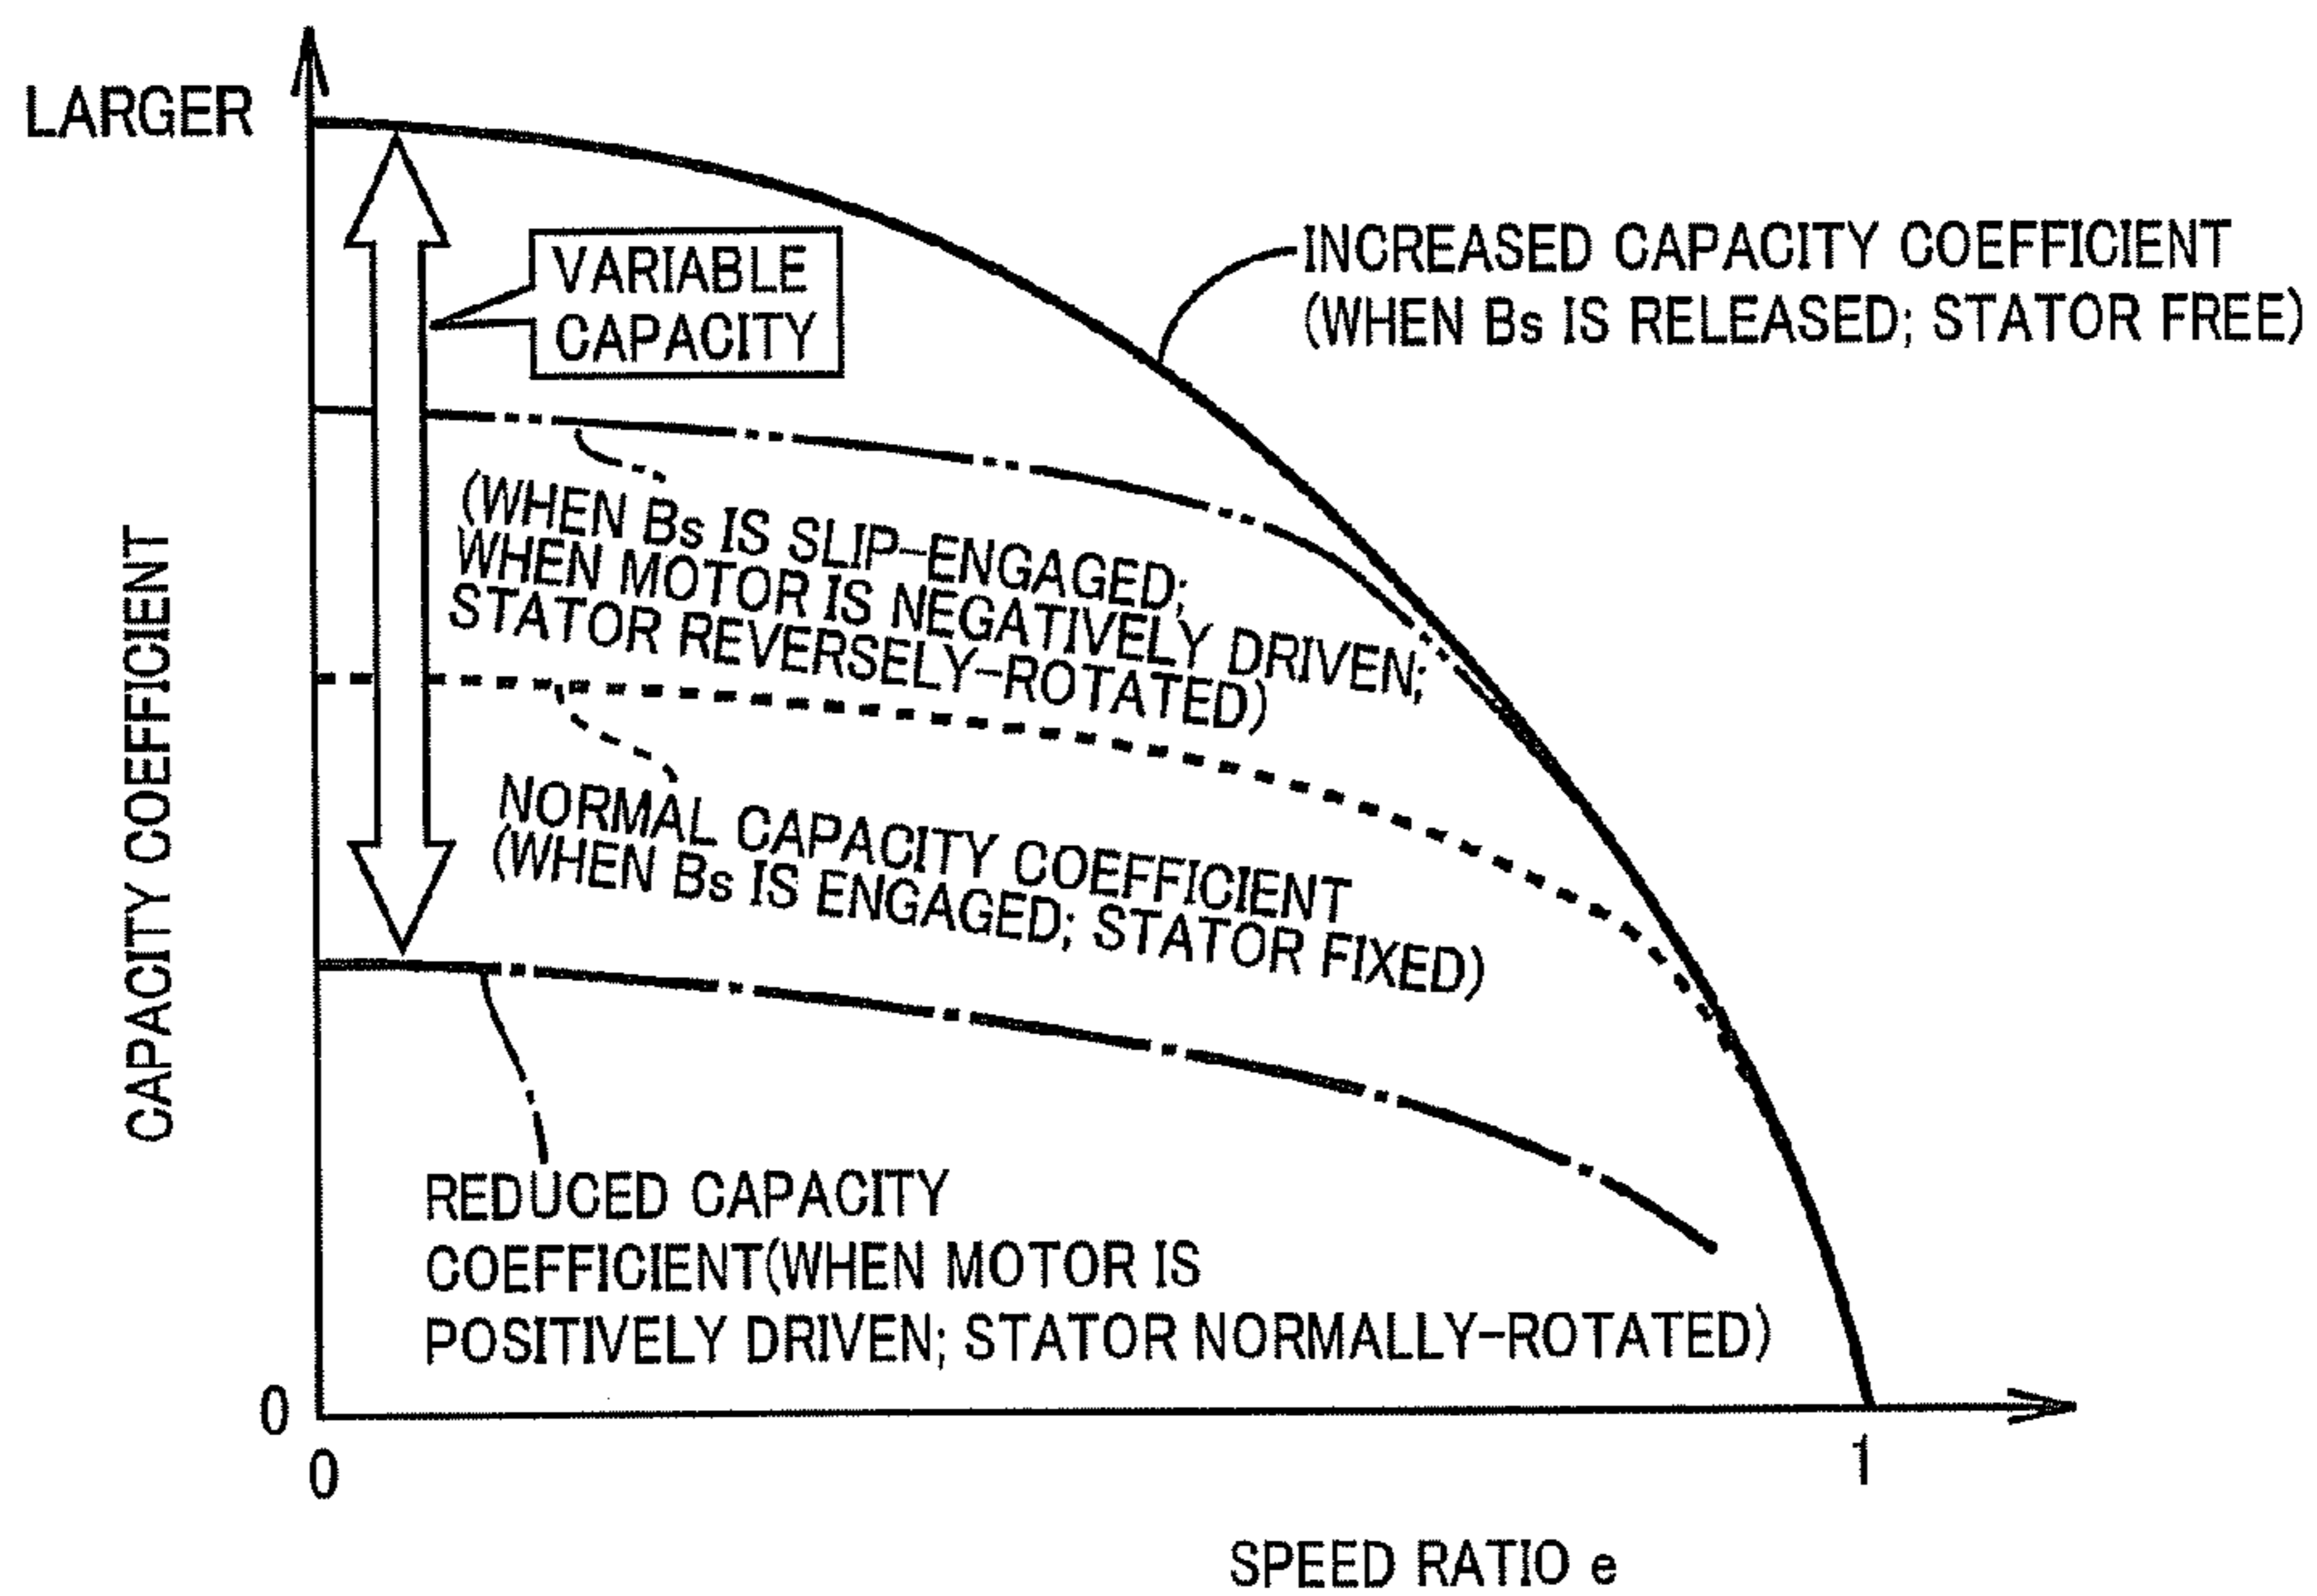 LARGER
VARIABLE
CAPACITY
INCREASED CAPACITY COEFFICIENT
(WHEN Bs IS RELEASED; STATOR FREE)
(WHEN Bs IS SLIP-ENGAGED;
WHEN MOTOR IS NEGATIVELY DRIVEN;
STATOR REVERSELY-ROTATED)
NORMAL CAPACITY COEFFICIENT
(WHEN Bs IS ENGAGED; STATOR FIXED)
CAPACITY COEFFICIENT
REDUCED CAPACITY
COEFFICIENT(WHEN MOTOR IS
POSITIVELY DRIVEN; STATOR NORMALLY-ROTATED)
0
0
1
SPEED RATIO e